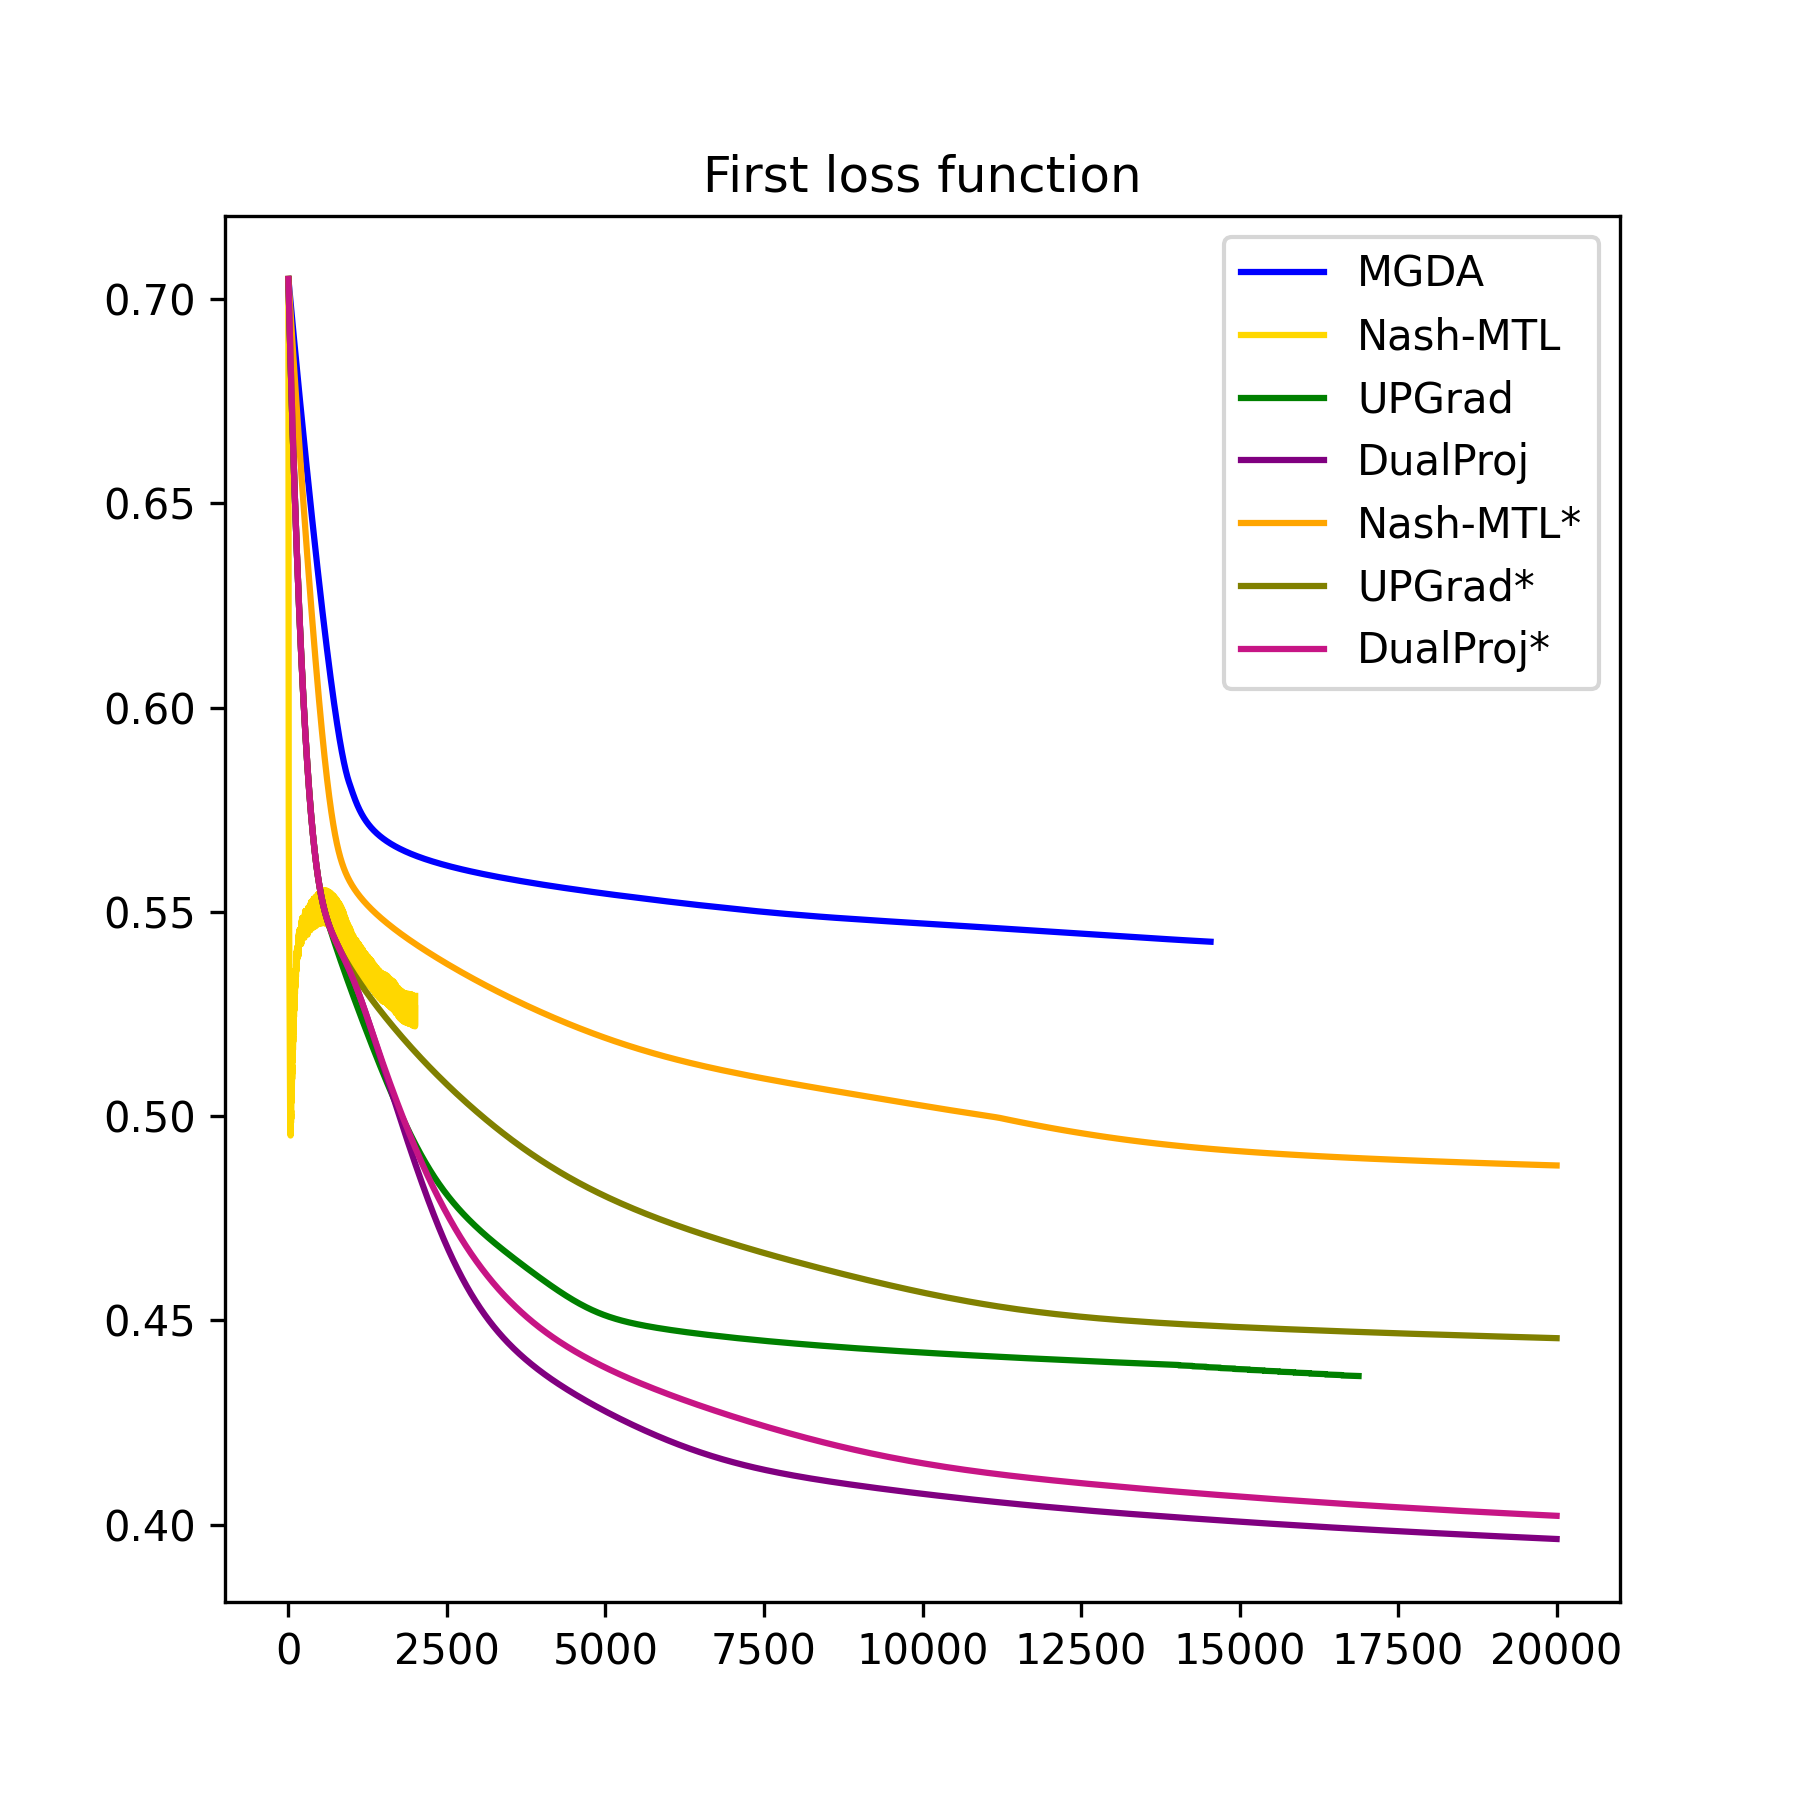 First loss function
MGDA
Nash-MTL
UPGrad
DualProj
Nash-MTL*
UPGrad*
DualProj*
0.70
0.65
0.60
0.55
0.50
0.45
0.40
0 2500 5000 7500 10000 12500 15000 17500 20000